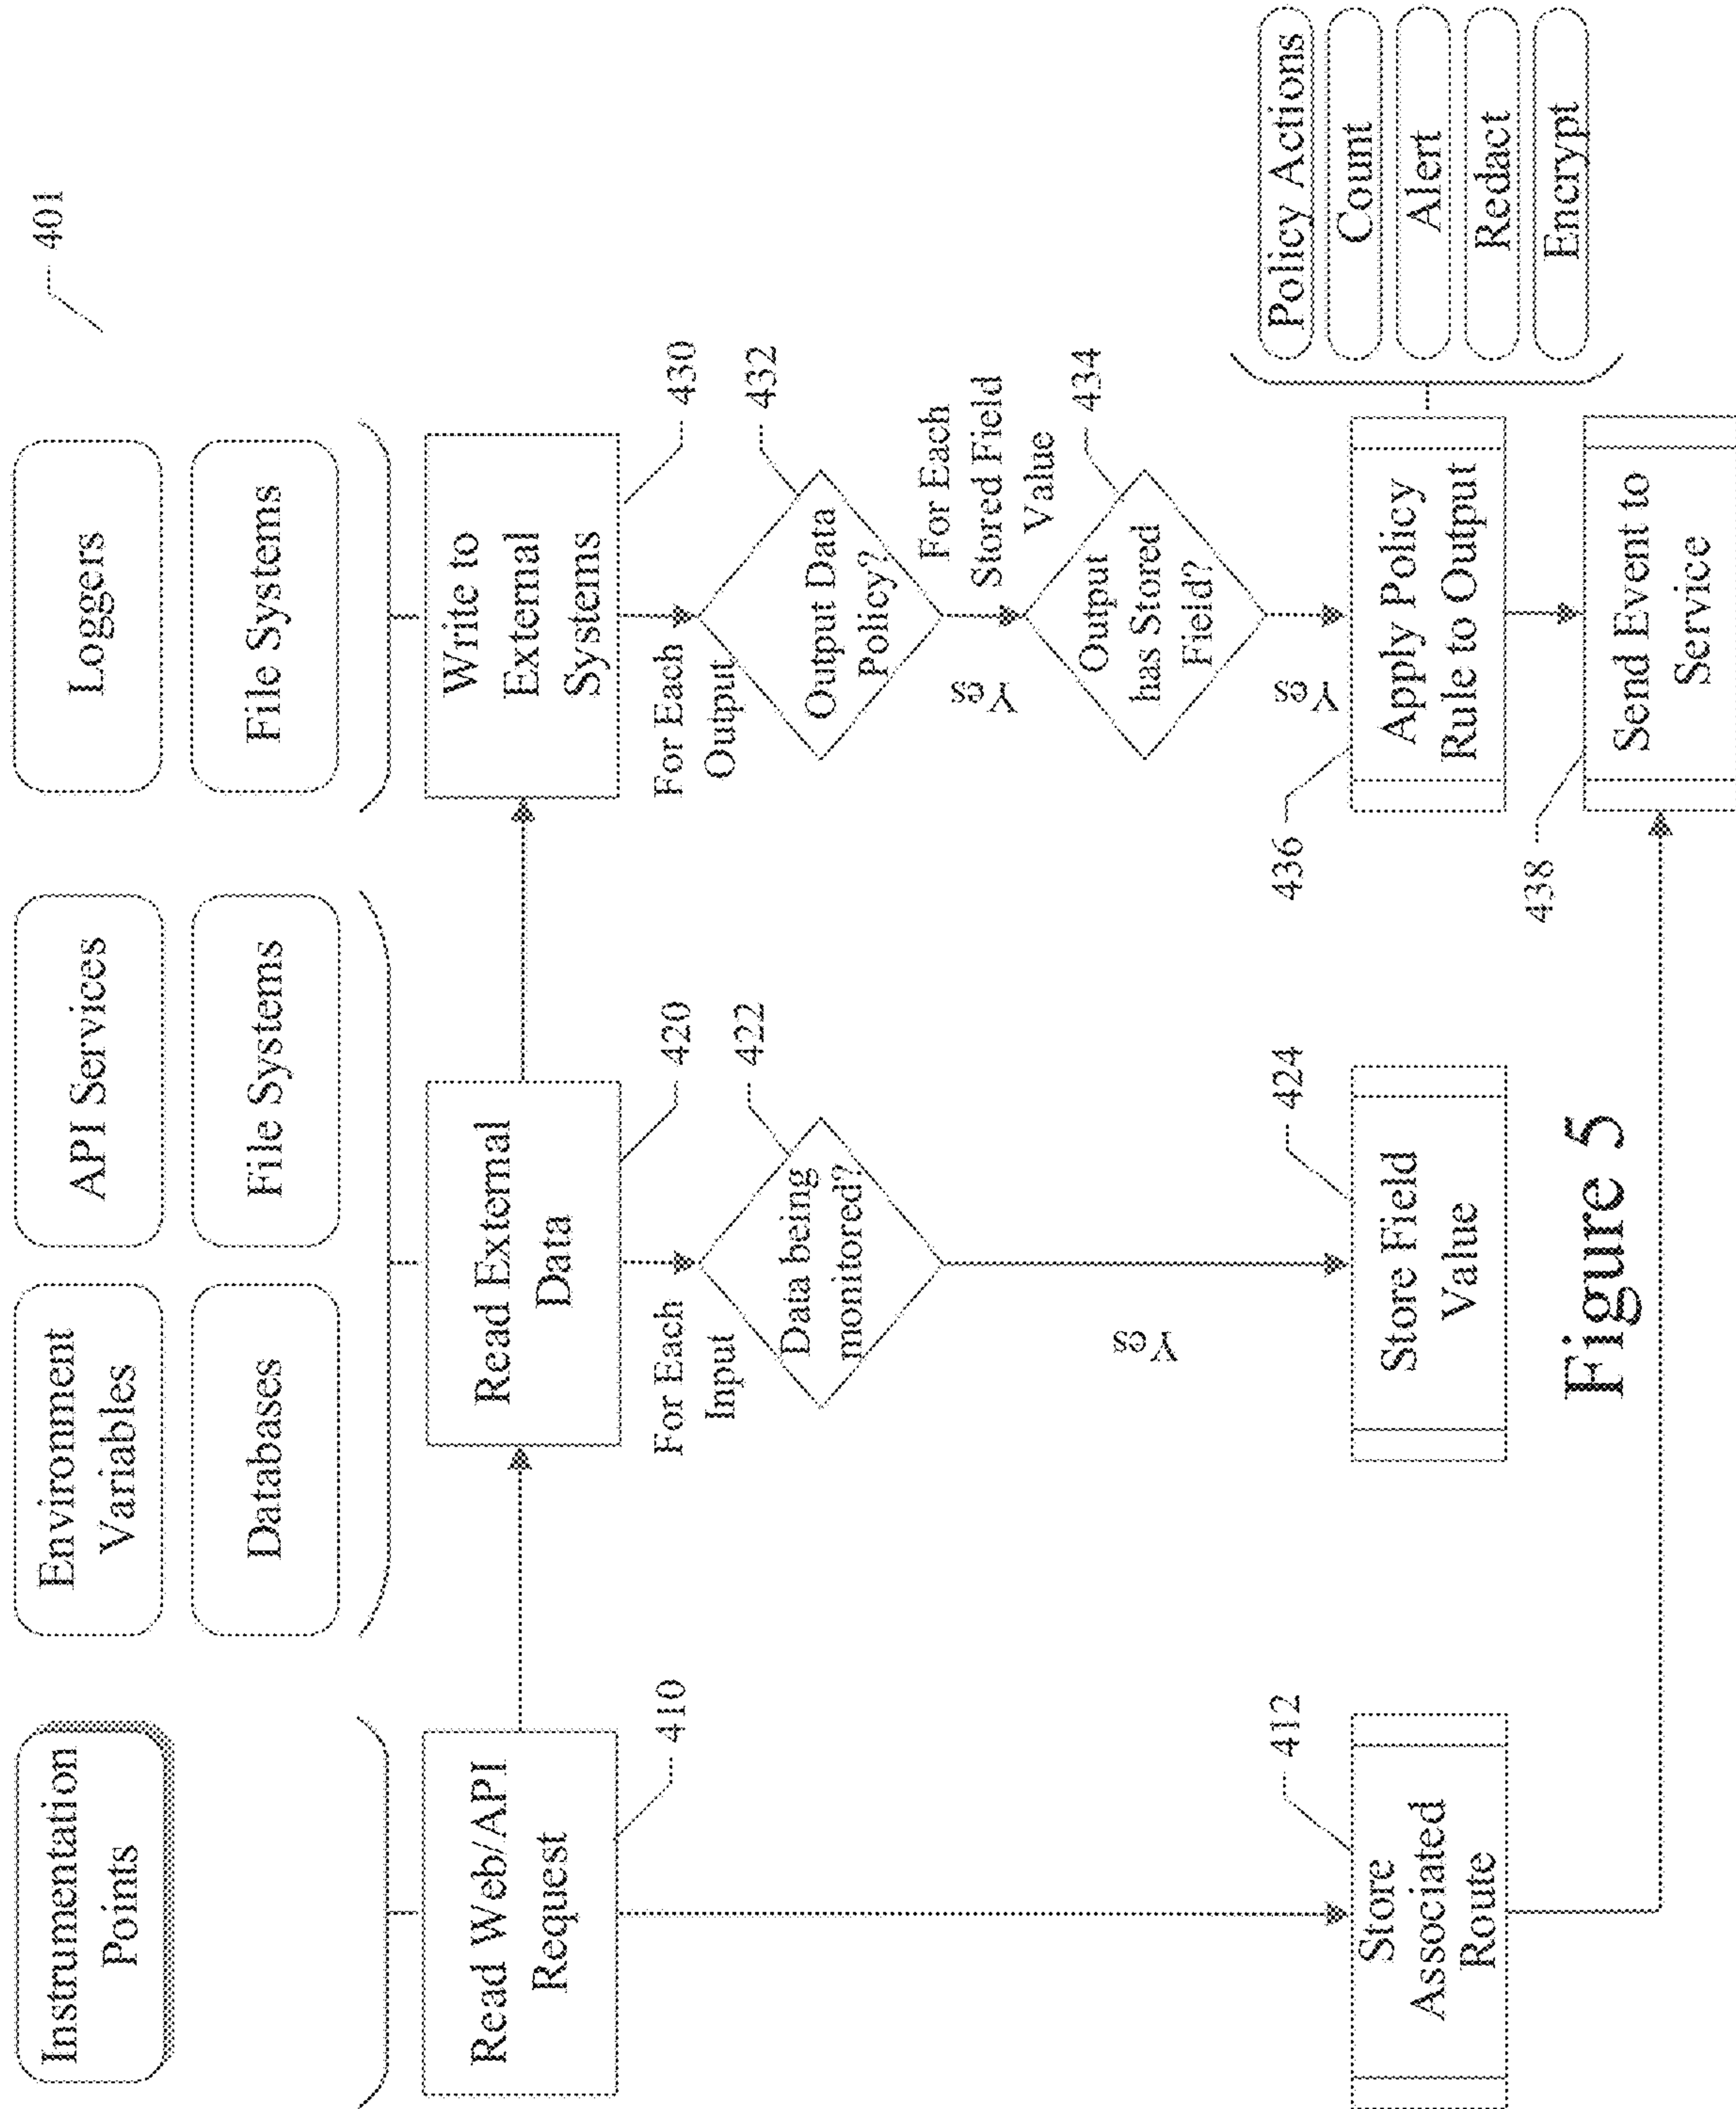 401
Instrumentation
Points
Environment
Variables
API Services
Loggers
Databases
File Systems
File Systems
Read Web/API
Request
410
Read External
Data
420
Write to
External
Systems
430
For Each
Input
Data being
monitored?
422
For Each
Output
Output Data
Policy?
432
Yes
Yes
For Each
Stored Field
Value
Output
has Stored
Field?
434
Yes
Store
Associated
Route
412
Store Field
Value
424
436
Apply Policy
Rule to Output
Policy Actions
Count
Alert
Redact
Encrypt
438
Send Event to
Service
Figure 5